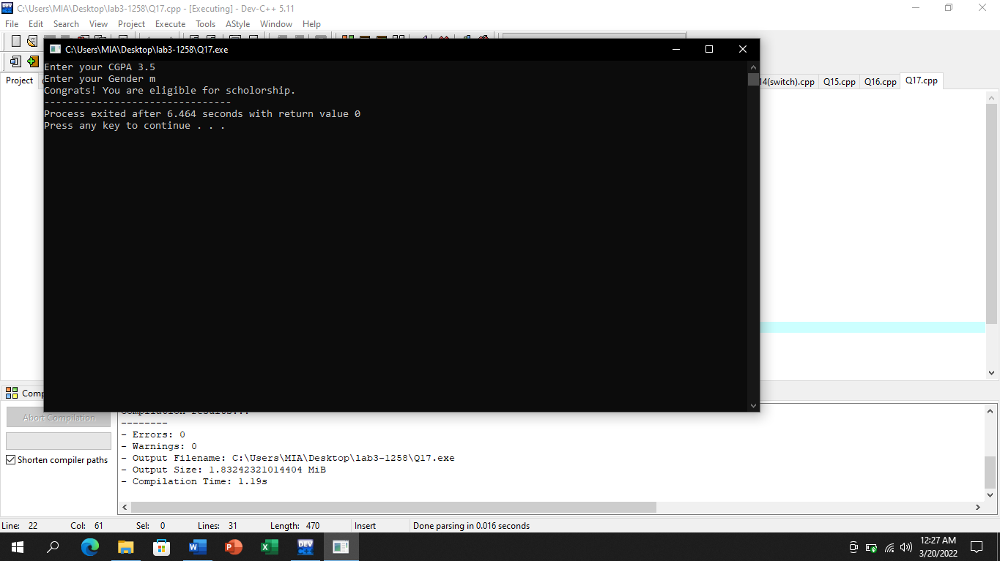 C:\Users\MIA\Desktop\lab3-1258\Q17.cpp - [Executing] - Dev-C++ 5.11
File Edit Search View Project Execute Tools AStyle Window Help
C:\Users\MIA\Desktop\lab3-1258\Q17.exe
Enter your CGPA 3.5
Enter your Gender m
Congrats! You are eligible for scholorship.
--------------------------------
Process exited after 6.464 seconds with return value 0
Press any key to continue . . .
Project
14(switch).cpp Q15.cpp Q16.cpp Q17.cpp
Comp
Abort Compilation
Shorten compiler paths
Compilation results...
--------
- Errors: 0
- Warnings: 0
- Output Filename: C:\Users\MIA\Desktop\lab3-1258\Q17.exe
- Output Size: 1.83242321014404 MiB
- Compilation Time: 1.19s
Line: 22 Col: 61 Sel: 0 Lines: 31 Length: 470 Insert Done parsing in 0.016 seconds
DEV C++
12:27 AM
3/20/2022